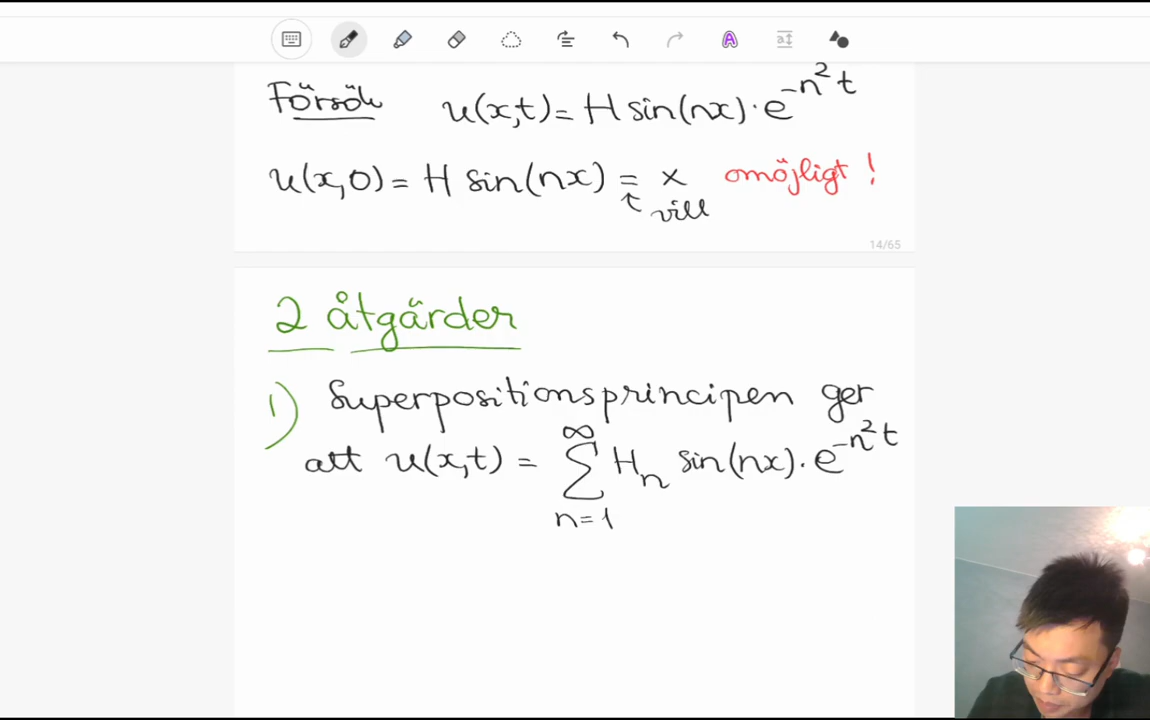 Försök u(x,t) = H sin(nx) · e^{-n²t}
u(x,0) = H sin(nx) = x omöjligt !
↑ vill
14/65
2 åtgärder
1) Superpositionsprincipen ger
att u(x,t) = ∑_{n=1}^{∞} H_n sin(nx) · e^{-n²t}